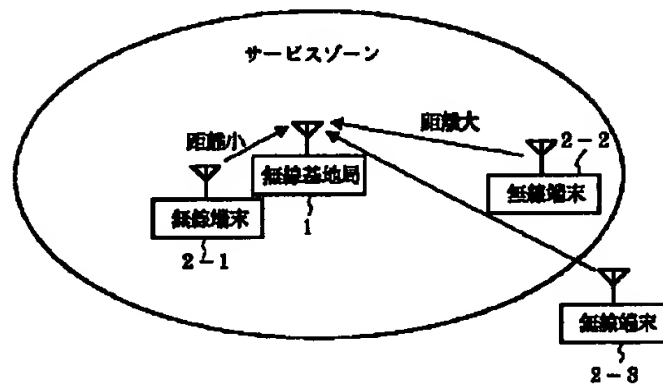 サービスゾーン
距離小
距離大
2-2
無線基地局
無線端末
無線端末
1
2-1
無線端末
2-3